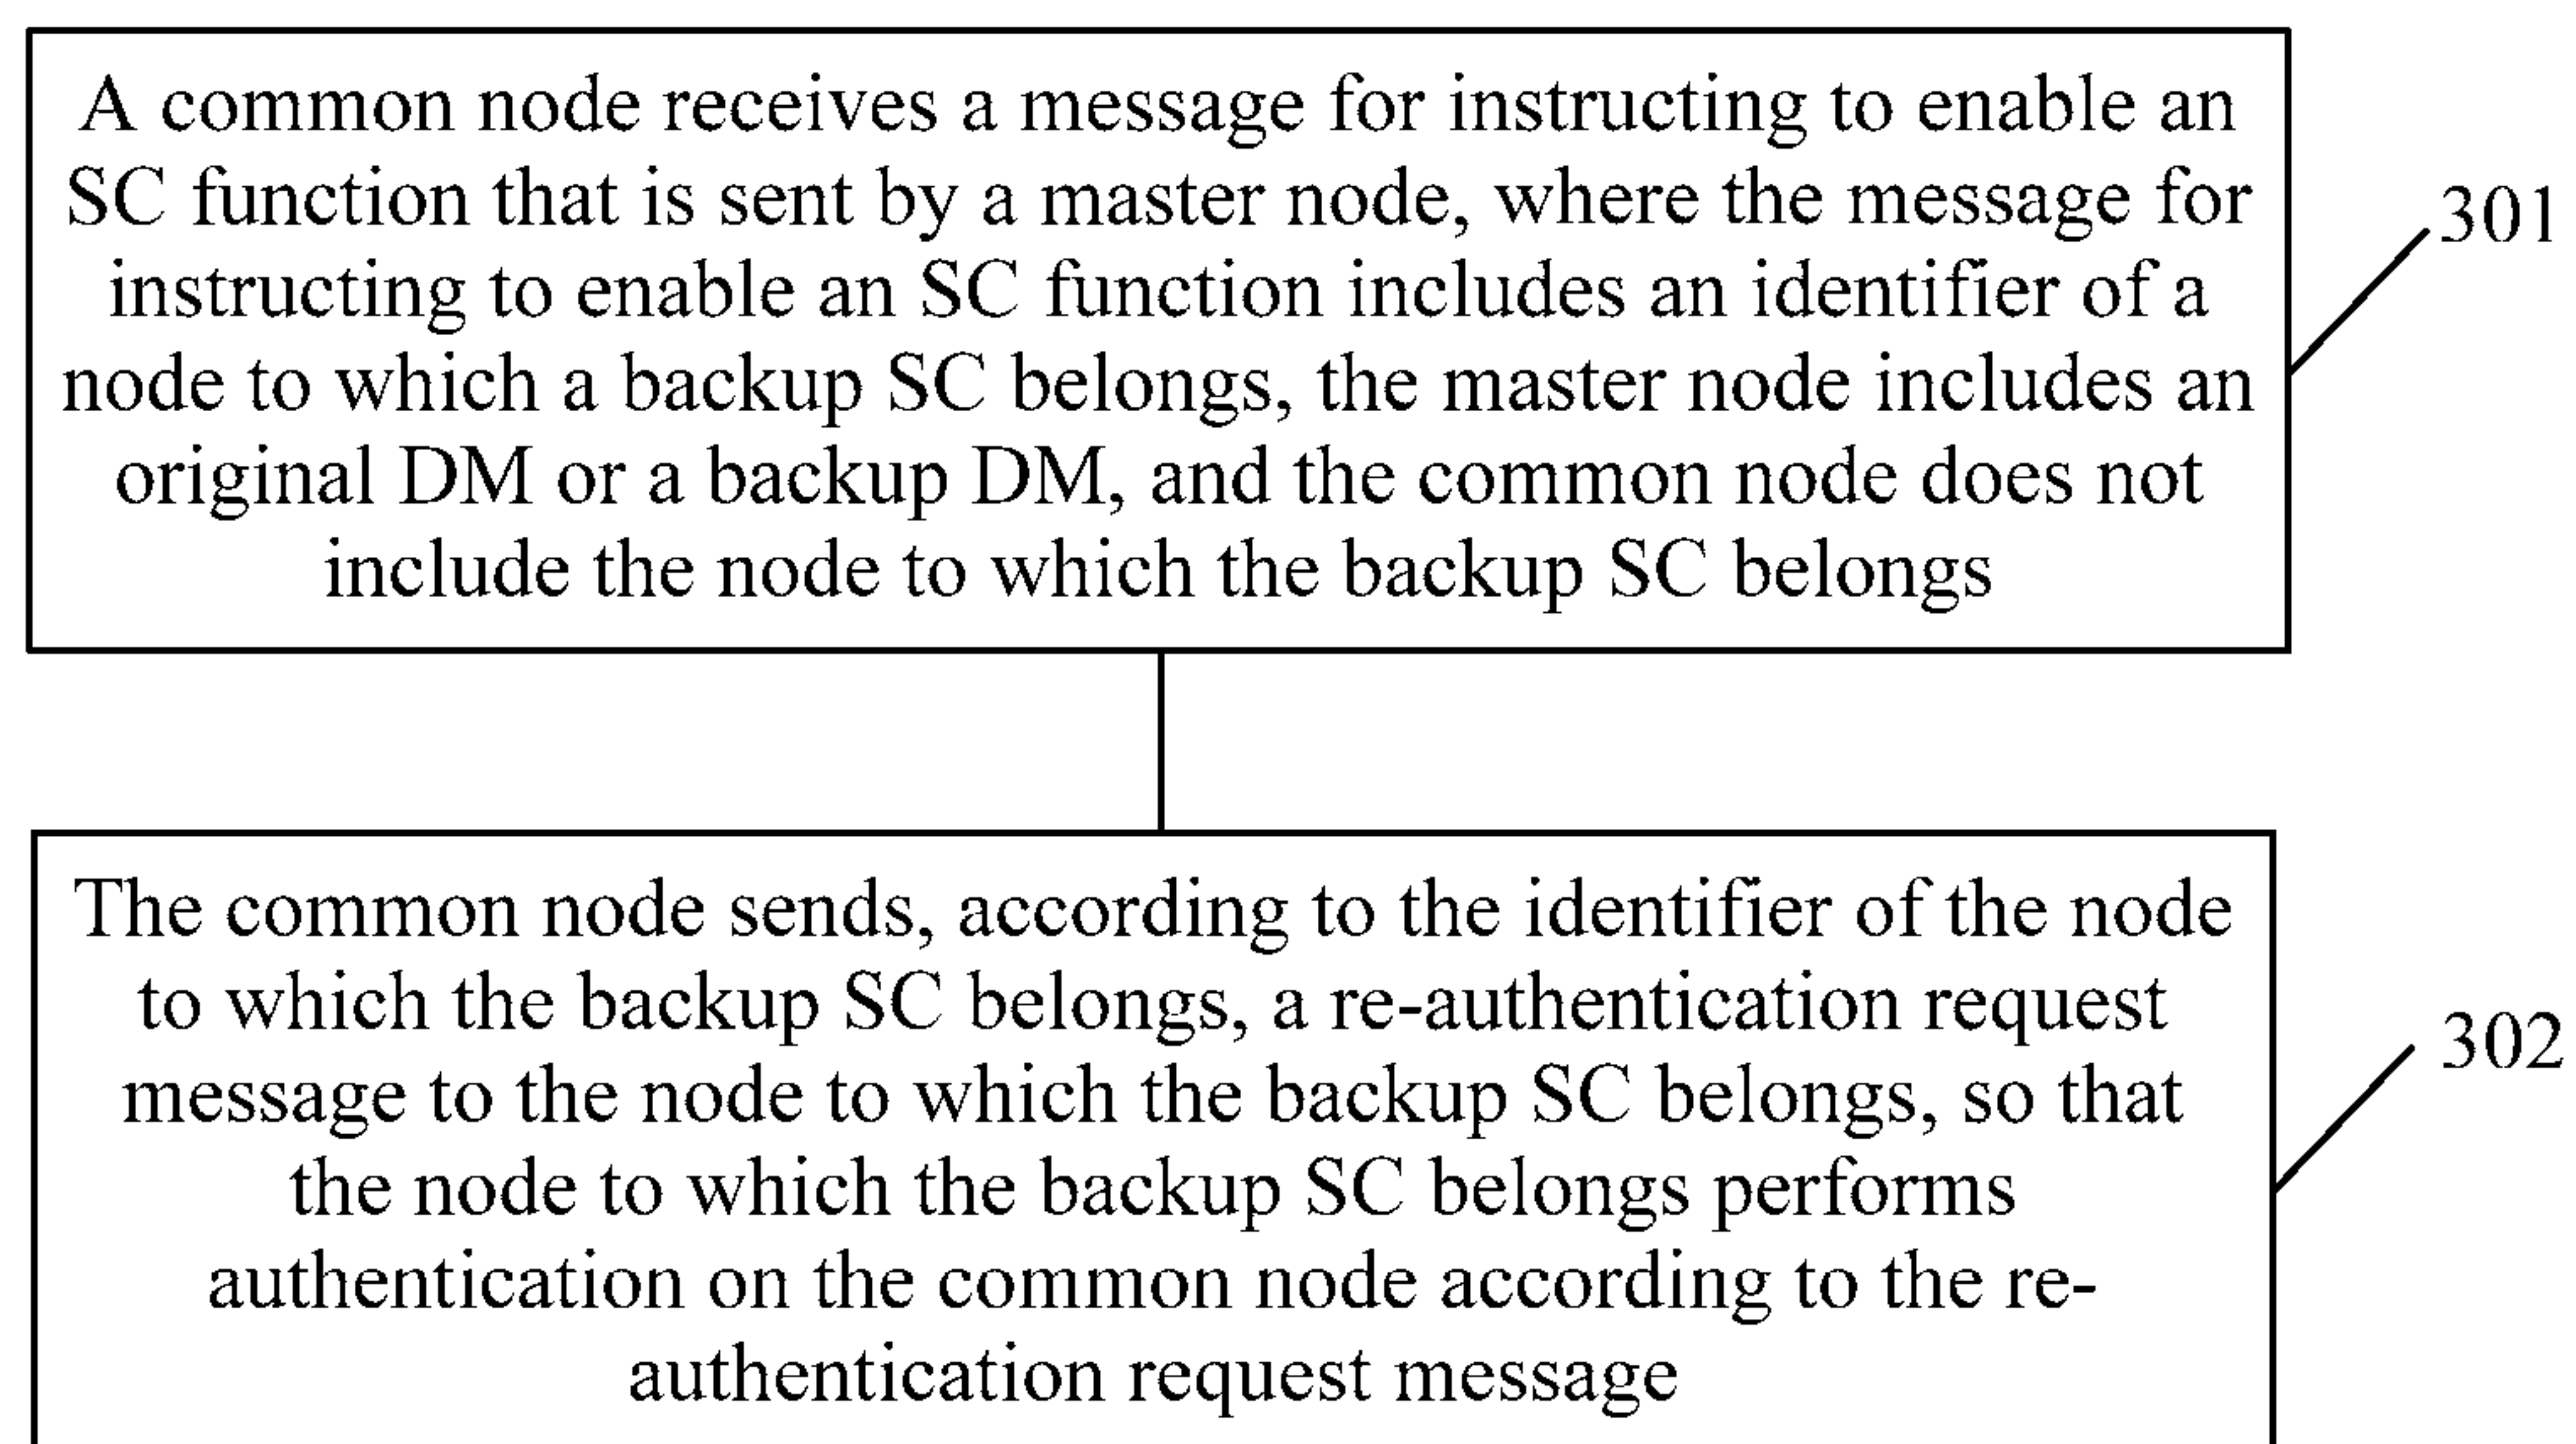 A common node receives a message for instructing to enable an
SC function that is sent by a master node, where the message for
instructing to enable an SC function includes an identifier of a
node to which a backup SC belongs, the master node includes an
original DM or a backup DM, and the common node does not
include the node to which the backup SC belongs
301
The common node sends, according to the identifier of the node
to which the backup SC belongs, a re-authentication request
message to the node to which the backup SC belongs, so that
the node to which the backup SC belongs performs
authentication on the common node according to the re-
authentication request message
302